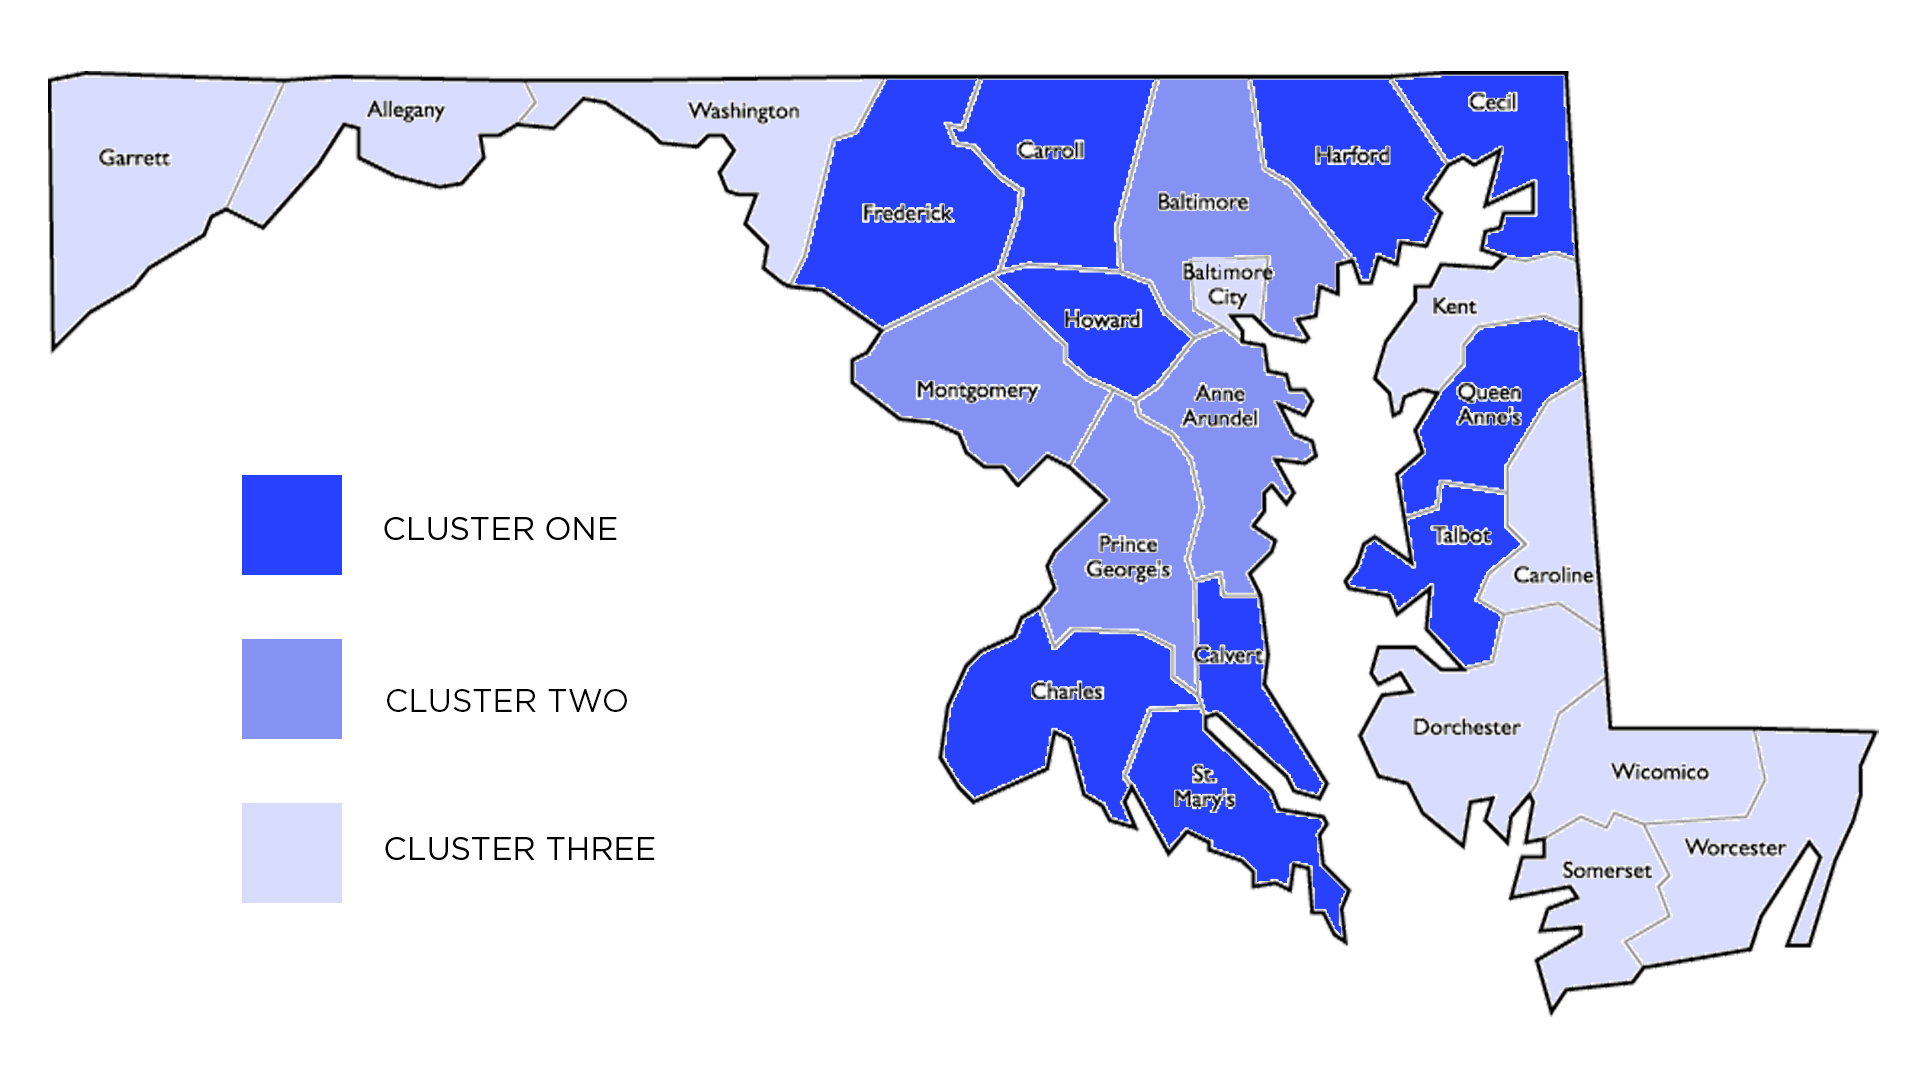 Garrett
Allegany
Washington
Frederick
Carroll
Baltimore
Baltimore
City
Harford
Cecil
Howard
Kent
Montgomery
Anne
Arundel
Queen
Anne's
CLUSTER ONE
Prince
George's
Talbot
Caroline
CLUSTER TWO
Charles
Calvert
Dorchester
St.
Mary's
Wicomico
CLUSTER THREE
Somerset
Worcester